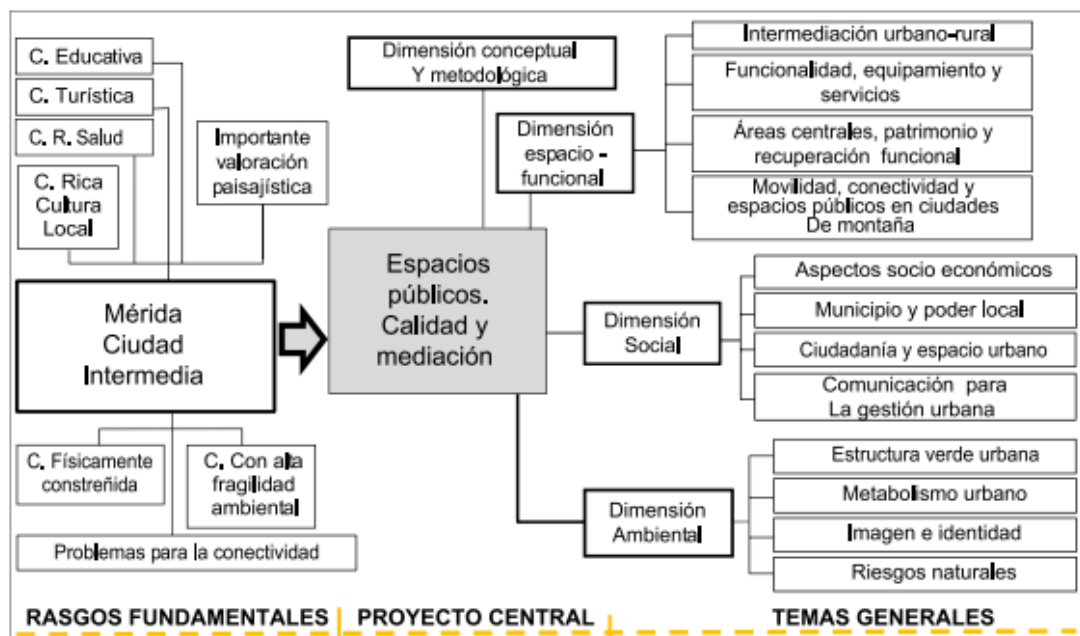 C. Educativa
C. Turística
C. R. Salud
C. Rica
Cultura
Local
Importante
valoración
paisajística
Mérida
Ciudad
Intermedia
C. Físicamente
constreñida
C. Con alta
fragilidad
ambiental
Problemas para la conectividad
Dimensión conceptual
Y metodológica
Dimensión
espacio -
funcional
Espacios
públicos.
Calidad y
mediación
Dimensión
Social
Dimensión
Ambiental
Intermediación urbano-rural
Funcionalidad, equipamiento y
servicios
Áreas centrales, patrimonio y
recuperación funcional
Movilidad, conectividad y
espacios públicos en ciudades
De montaña
Aspectos socio económicos
Municipio y poder local
Ciudadanía y espacio urbano
Comunicación para
La gestión urbana
Estructura verde urbana
Metabolismo urbano
Imagen e identidad
Riesgos naturales
RASGOS FUNDAMENTALES
PROYECTO CENTRAL
TEMAS GENERALES